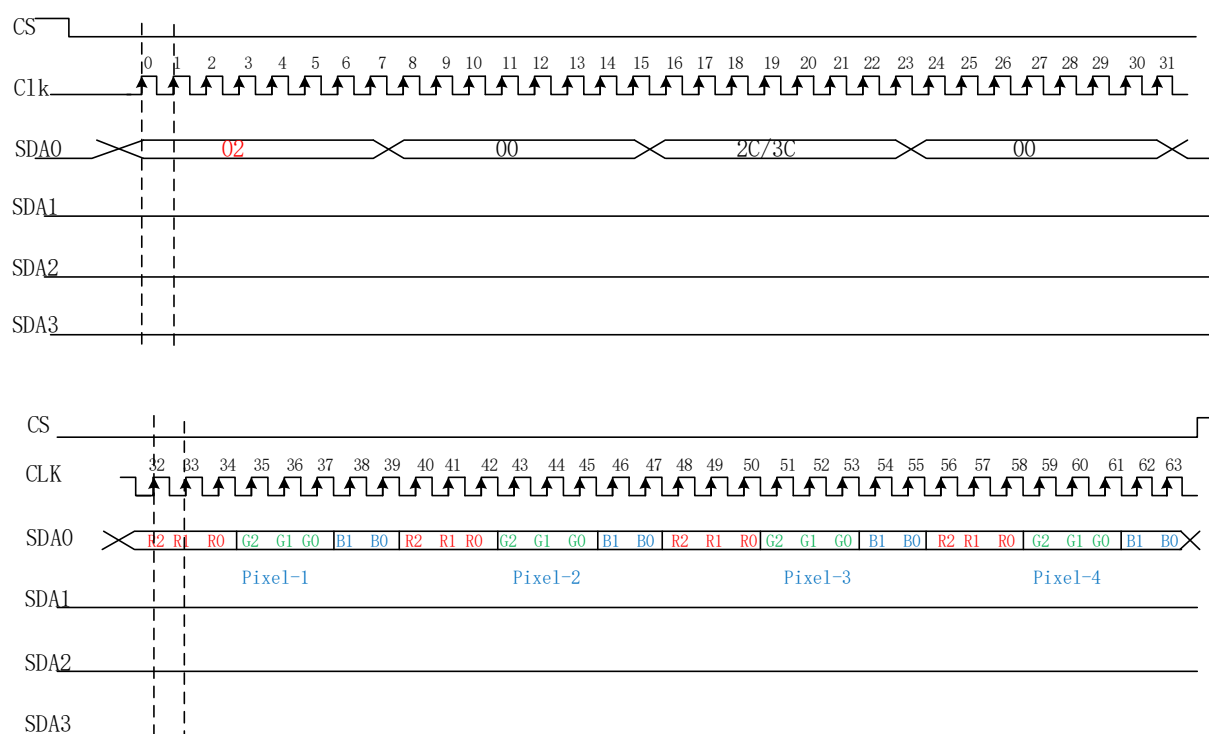 CS
0 1 2 3 4 5 6 7 8 9 10 11 12 13 14 15 16 17 18 19 20 21 22 23 24 25 26 27 28 29 30 31
Clk
SDA0 02 00 2C/3C 00
SDA1
SDA2
SDA3
CS
32 33 34 35 36 37 38 39 40 41 42 43 44 45 46 47 48 49 50 51 52 53 54 55 56 57 58 59 60 61 62 63
CLK
SDA0 R2 R1 R0 G2 G1 G0 B1 B0 R2 R1 R0 G2 G1 G0 B1 B0 R2 R1 R0 G2 G1 G0 B1 B0 R2 R1 R0 G2 G1 G0 B1 B0
Pixel-1 Pixel-2 Pixel-3 Pixel-4
SDA1
SDA2
SDA3